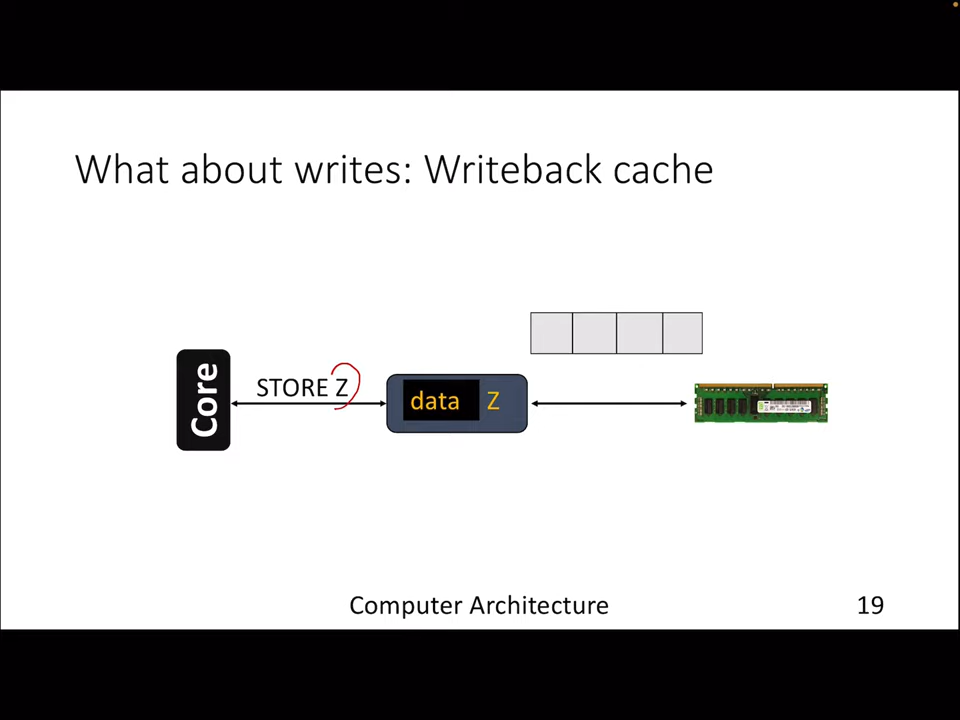 What about writes: Writeback cache
Core
STORE Z
data Z
Computer Architecture
19